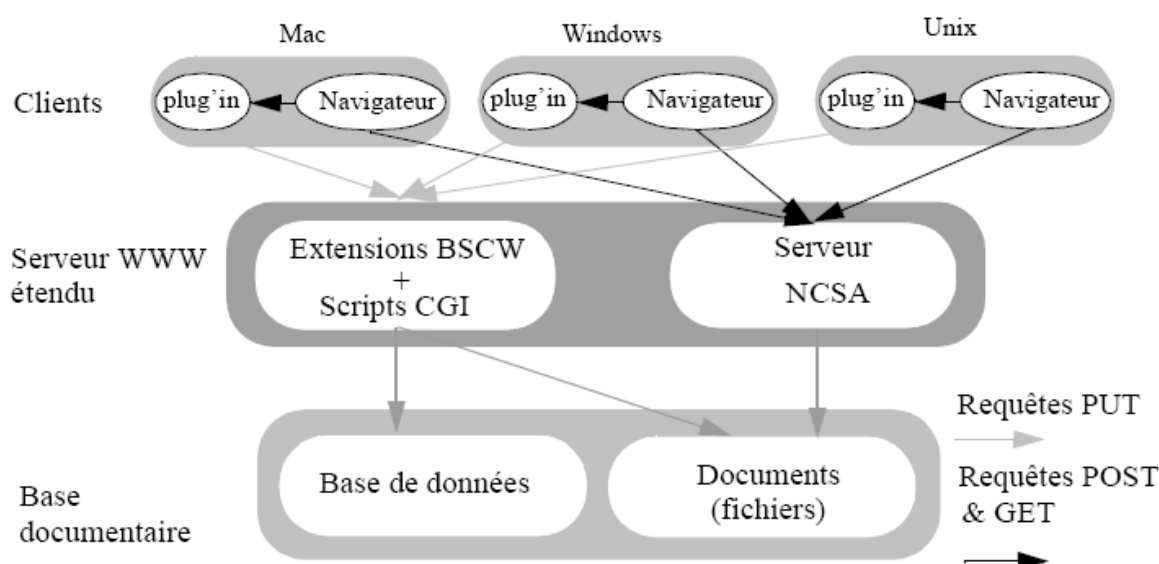 Mac
Windows
Unix
Clients
plug'in
Navigateur
plug'in
Navigateur
plug'in
Navigateur
Serveur WWW
étendu
Extensions BSCW
+
Scripts CGI
Serveur
NCSA
Base
documentaire
Base de données
Documents
(fichiers)
Requêtes PUT
Requêtes POST
& GET